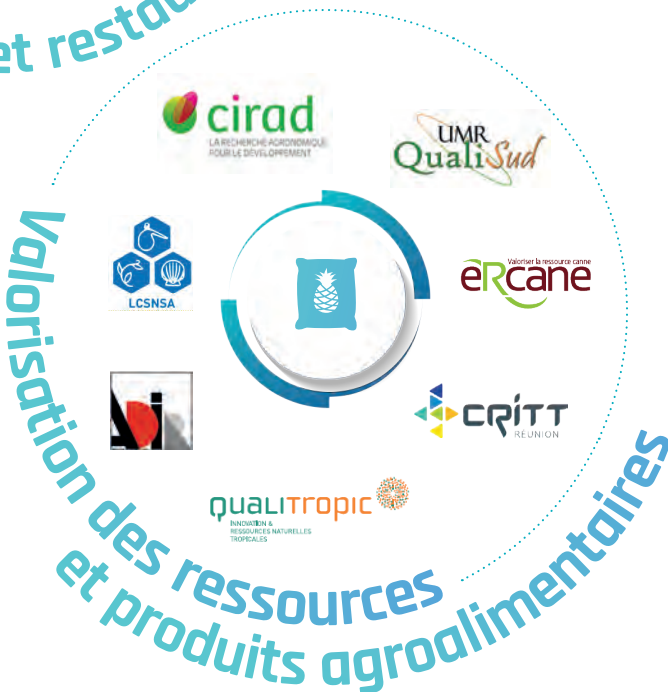 et restau
cirad
LA RECHERCHE AGRONOMIQUE
POUR LE DÉVELOPPEMENT
UMR
QualiSud
LCSNSA
Valoriser la ressource canne
eRcane
CRITT
RÉUNION
QUALITROPIC
INNOVATION &
RESSOURCES NATURELLES
TROPICALES
Valorisation des ressources
et produits agroalimentaires